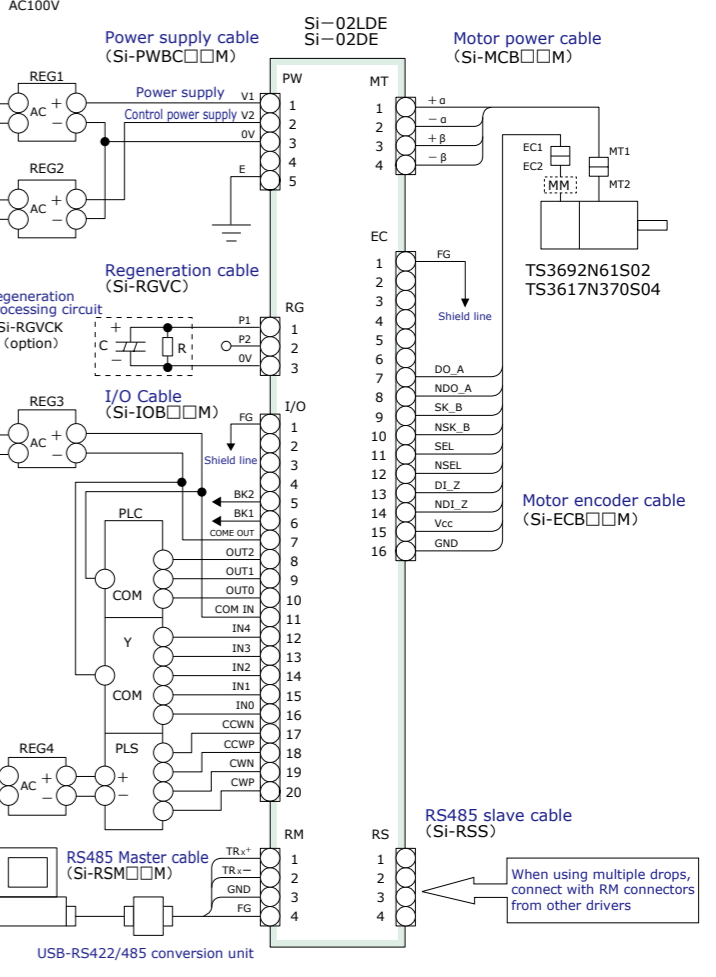 AC100V
Si−02LDE
Si−02DE
Power supply cable
(Si-PWBC□□M)
Motor power cable
(Si-MCB□□M)
REG1
AC
+
−
Power supply
V1
Control power supply
V2
0V
E
PW
1
2
3
4
5
MT
1
2
3
4
+α
−α
+β
−β
EC1
EC2
MM
MT1
MT2
REG2
AC
+
−
TS3692N61S02
TS3617N370S04
Regeneration cable
(Si-RGVC)
egeneration
rocessing circuit
Si-RGVCK
(option)
C
+
−
R
P1
P2
0V
RG
1
2
3
EC
1
2
3
4
5
6
7
8
9
10
11
12
13
14
15
16
FG
Shield line
DO_A
NDO_A
SK_B
NSK_B
SEL
NSEL
DI_Z
NDI_Z
Vcc
GND
Motor encoder cable
(Si-ECB□□M)
I/O Cable
(Si-IOB□□M)
REG3
AC
+
−
FG
Shield line
BK2
BK1
COME OUT
OUT2
OUT1
OUT0
COM IN
IN4
IN3
IN2
IN1
IN0
CCWN
CCWP
CWN
CWP
I/O
1
2
3
4
5
6
7
8
9
10
11
12
13
14
15
16
17
18
19
20
PLC
COM
Y
COM
PLS
+
−
REG4
AC
+
−
RS485 Master cable
(Si-RSM□□M)
TRx+
TRx−
GND
FG
RM
1
2
3
4
RS
1
2
3
4
RS485 slave cable
(Si-RSS)
When using multiple drops,
connect with RM connectors
from other drivers
USB-RS422/485 conversion unit